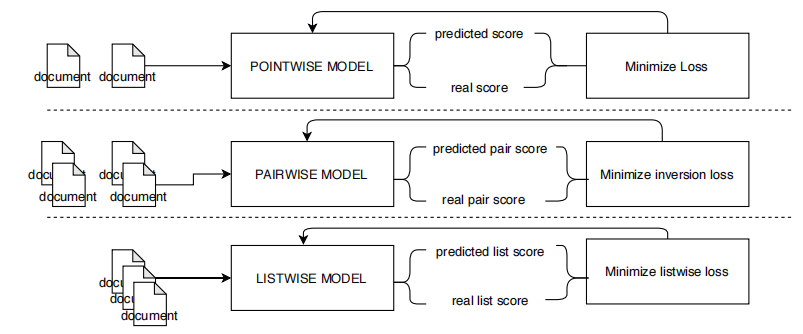 document
document
POINTWISE MODEL
predicted score
real score
Minimize Loss
document
document
PAIRWISE MODEL
predicted pair score
real pair score
Minimize inversion loss
document
LISTWISE MODEL
predicted list score
real list score
Minimize listwise loss